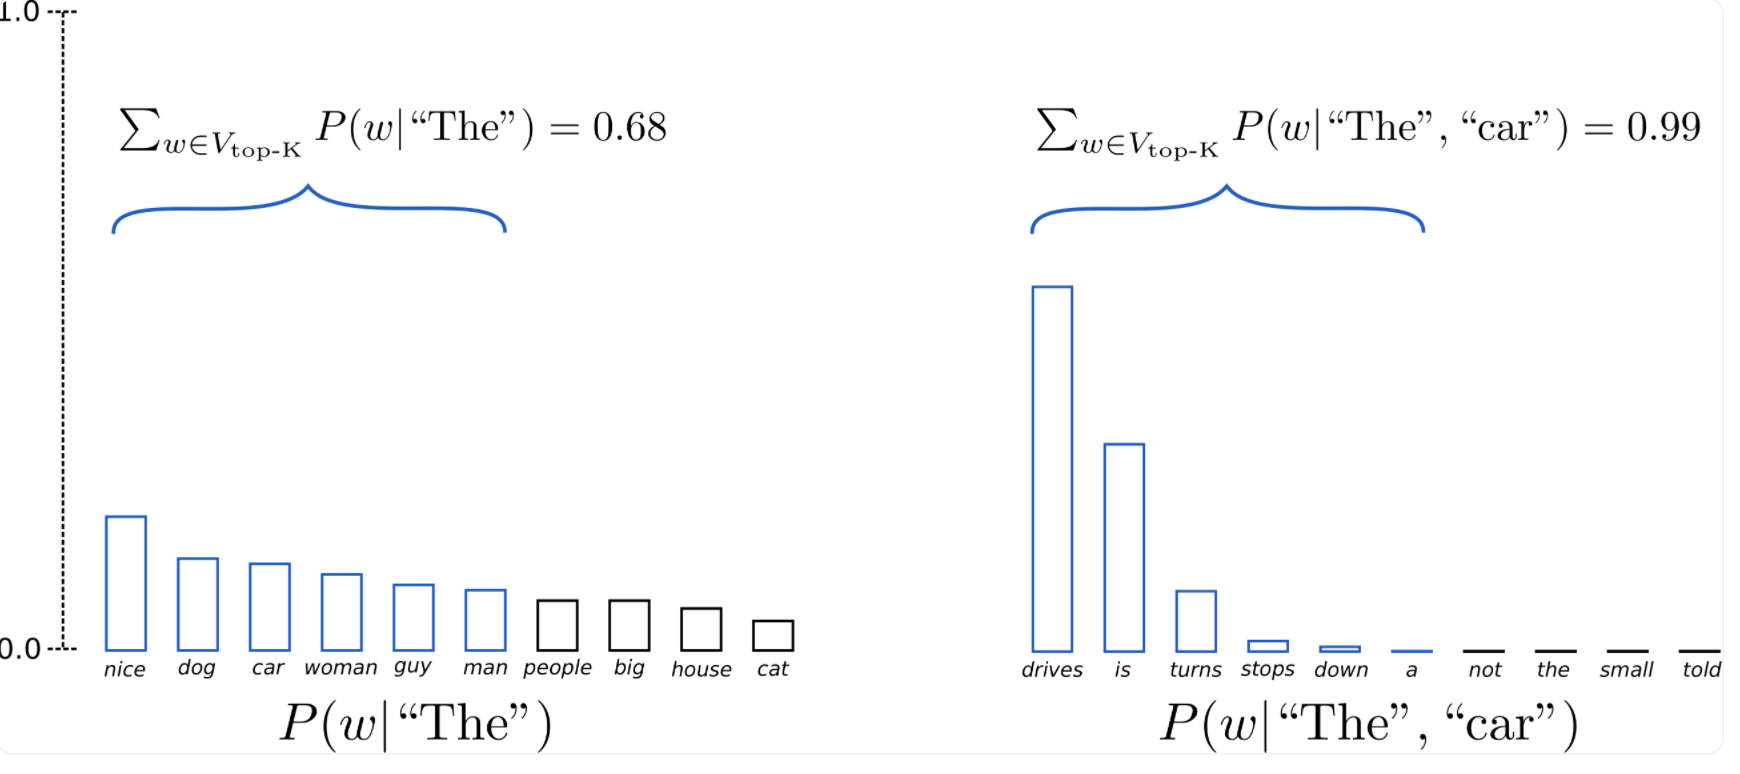 1.0
∑w∈Vtop-K P(w|“The”) = 0.68
∑w∈Vtop-K P(w|“The”, “car”) = 0.99
0.0
nice dog car woman guy man people big house cat
drives is turns stops down a not the small told
P(w|“The”)
P(w|“The”, “car”)